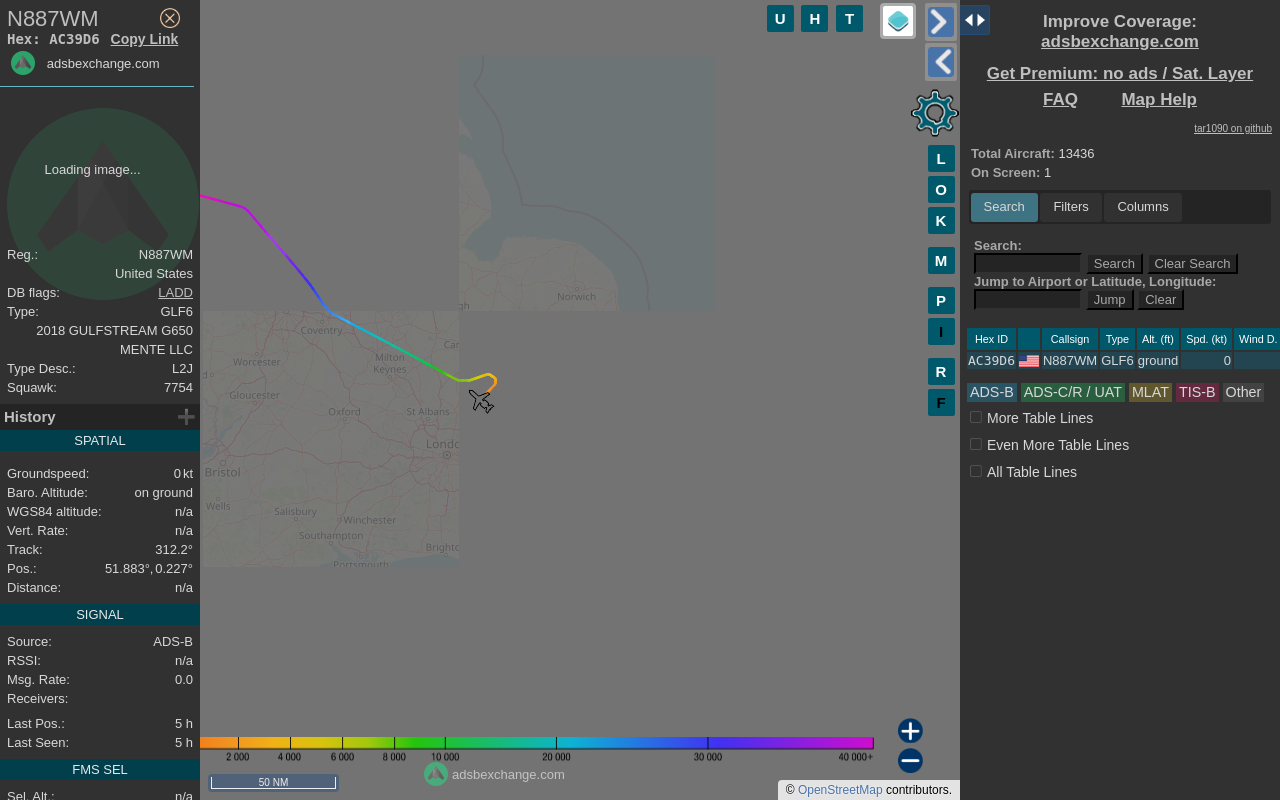 N887WM
Hex: AC39D6 Copy Link
adsbexchange.com
Loading image...
Reg.: N887WM
United States
DB flags: LADD
Type: GLF6
2018 GULFSTREAM G650
MENTE LLC
Type Desc.: L2J
Squawk: 7754
History
SPATIAL
Groundspeed: 0 kt
Baro. Altitude: on ground
WGS84 altitude: n/a
Vert. Rate: n/a
Track: 312.2°
Pos.: 51.883°, 0.227°
Distance: n/a
SIGNAL
Source: ADS-B
RSSI: n/a
Msg. Rate: 0.0
Receivers:
Last Pos.: 5 h
Last Seen: 5 h
FMS SEL
Sel. Alt.: n/a
U H T
L
O
K
M
P
I
R
F
Norwich
gh
Coventry
Worcester
Milton
Keynes
Car
d
Gloucester
Oxford
St Albans
Londo
Bristol
Wells
Salisbury
Winchester
Southampton
Brighto
Portsmouth
2 000 4 000 6 000 8 000 10 000 20 000 30 000 40 000+
adsbexchange.com
50 NM
© OpenStreetMap contributors.
Improve Coverage:
adsbexchange.com
Get Premium: no ads / Sat. Layer
FAQ Map Help
tar1090 on github
Total Aircraft: 13436
On Screen: 1
Search Filters Columns
Search:
Search Clear Search
Jump to Airport or Latitude, Longitude:
Jump Clear
Hex ID Callsign Type Alt. (ft) Spd. (kt) Wind D.
AC39D6 N887WM GLF6 ground 0
ADS-B ADS-C/R / UAT MLAT TIS-B Other
More Table Lines
Even More Table Lines
All Table Lines